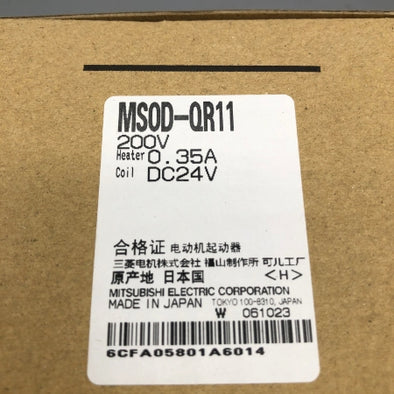 MSOD-QR11
200V
Heater 0.35A
Coil DC24V
合格证 电动机起动器
三菱电机株式会社 福山制作所 可儿工厂
原产地 日本国 <H>
MITSUBISHI ELECTRIC CORPORATION
MADE IN JAPAN TOKYO 100-8310, JAPAN
W 061023
6CFA05801A6014